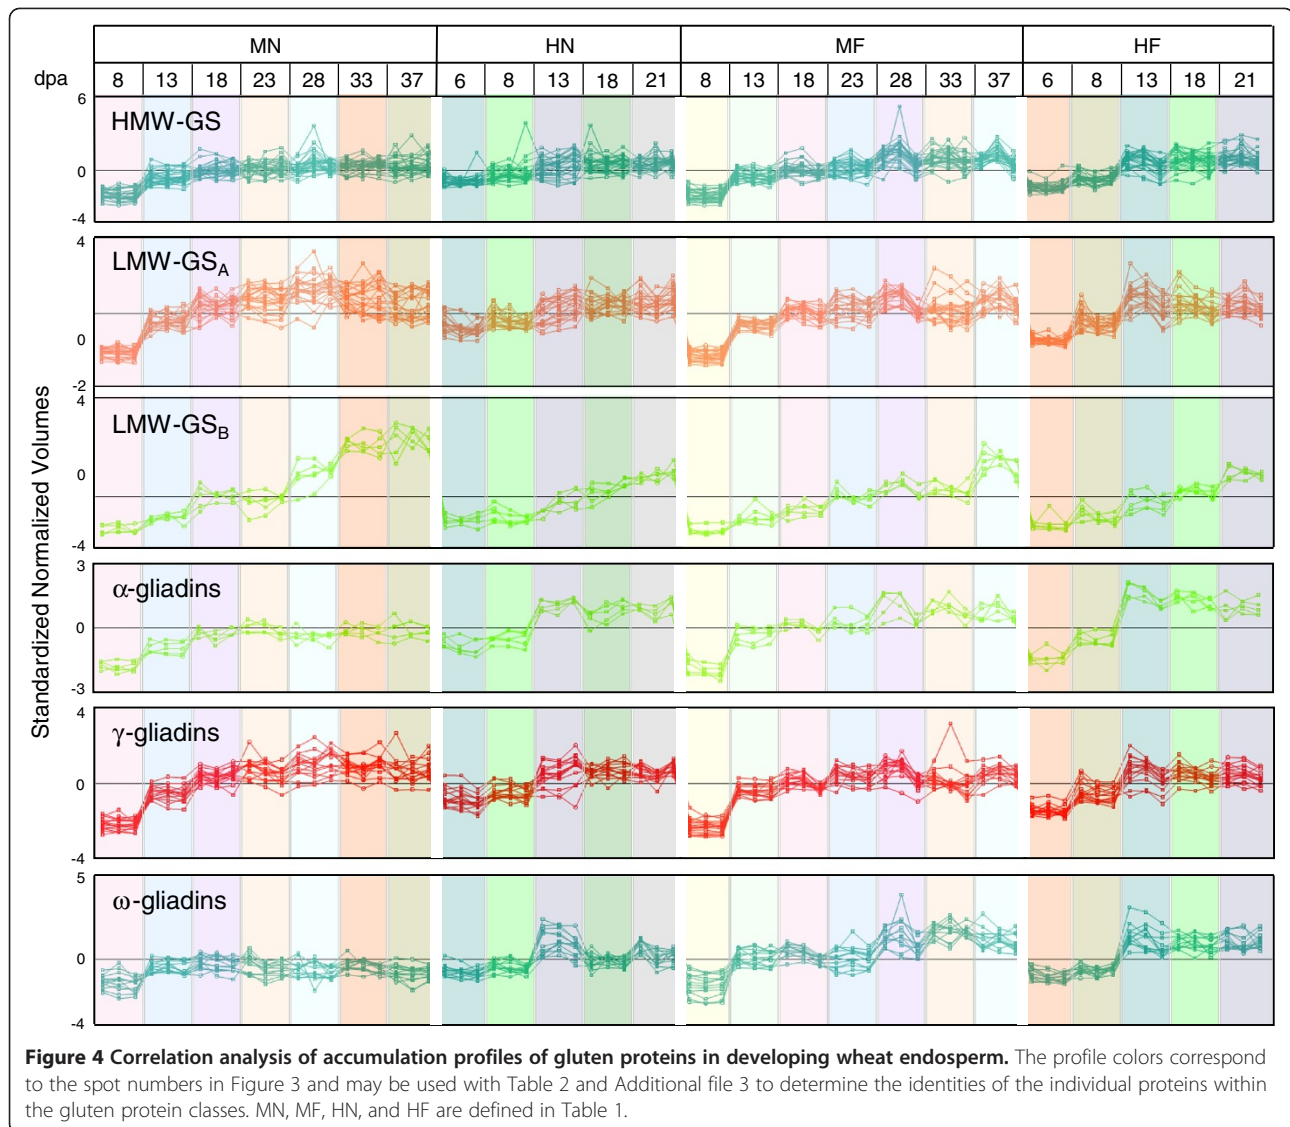 MN HN MF HF
dpa 8 13 18 23 28 33 37 6 8 13 18 21 8 13 18 23 28 33 37 6 8 13 18 21
6
HMW-GS
0
-4
4
LMW-GSA
0
-2
4
LMW-GSB
0
-4
3
α-gliadins
0
-3
4
γ-gliadins
0
-4
5
ω-gliadins
0
-4
Standardized Normalized Volumes
Figure 4 Correlation analysis of accumulation profiles of gluten proteins in developing wheat endosperm. The profile colors correspond
to the spot numbers in Figure 3 and may be used with Table 2 and Additional file 3 to determine the identities of the individual proteins within
the gluten protein classes. MN, MF, HN, and HF are defined in Table 1.